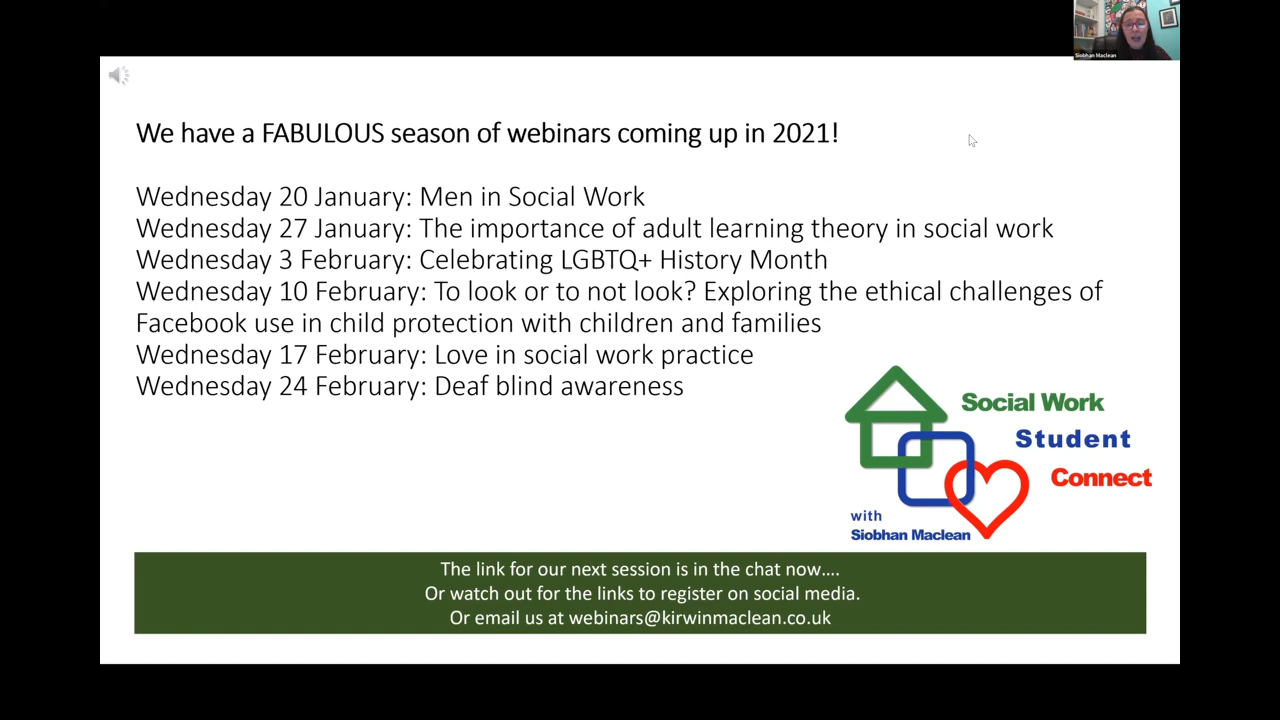 Siobhan Maclean
We have a FABULOUS season of webinars coming up in 2021!
Wednesday 20 January: Men in Social Work
Wednesday 27 January: The importance of adult learning theory in social work
Wednesday 3 February: Celebrating LGBTQ+ History Month
Wednesday 10 February: To look or to not look? Exploring the ethical challenges of
Facebook use in child protection with children and families
Wednesday 17 February: Love in social work practice
Wednesday 24 February: Deaf blind awareness
Social Work
Student
Connect
with
Siobhan Maclean
The link for our next session is in the chat now....
Or watch out for the links to register on social media.
Or email us at webinars@kirwinmaclean.co.uk